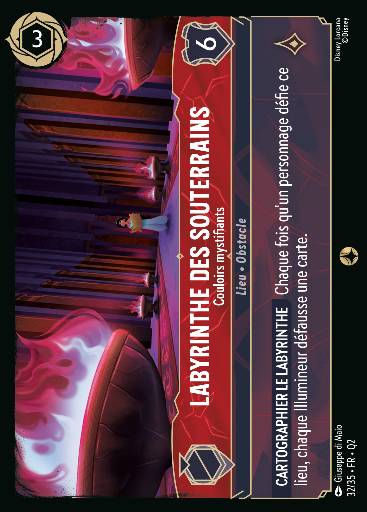 3
6
LABYRINTHE DES SOUTERRAINS
Couloirs mystifiants
Lieu • Obstacle
CARTOGRAPHIER LE LABYRINTHE Chaque fois qu'un personnage défie ce
lieu, chaque Illumineur défausse une carte.
Giuseppe di Maio
32/35 • FR • Q2
Disney Lorcana
©Disney